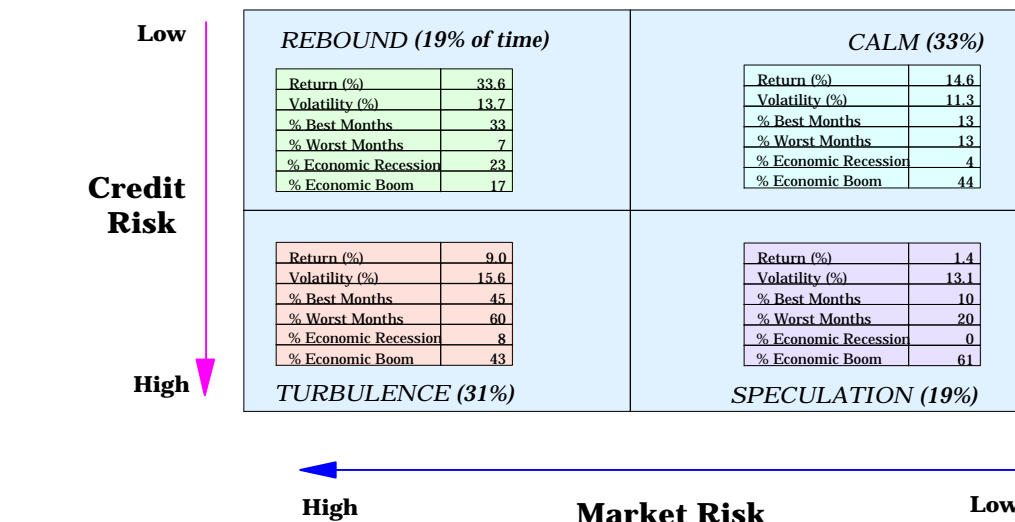 Low
REBOUND (19% of time)
Return (%) 33.6
Volatility (%) 13.7
% Best Months 33
% Worst Months 7
% Economic Recession 23
% Economic Boom 17
CALM (33%)
Return (%) 14.6
Volatility (%) 11.3
% Best Months 13
% Worst Months 13
% Economic Recession 4
% Economic Boom 44
Credit
Risk
Return (%) 9.0
Volatility (%) 15.6
% Best Months 45
% Worst Months 60
% Economic Recession 8
% Economic Boom 43
TURBULENCE (31%)
Return (%) 1.4
Volatility (%) 13.1
% Best Months 10
% Worst Months 20
% Economic Recession 0
% Economic Boom 61
SPECULATION (19%)
High
High
Market Risk
Low